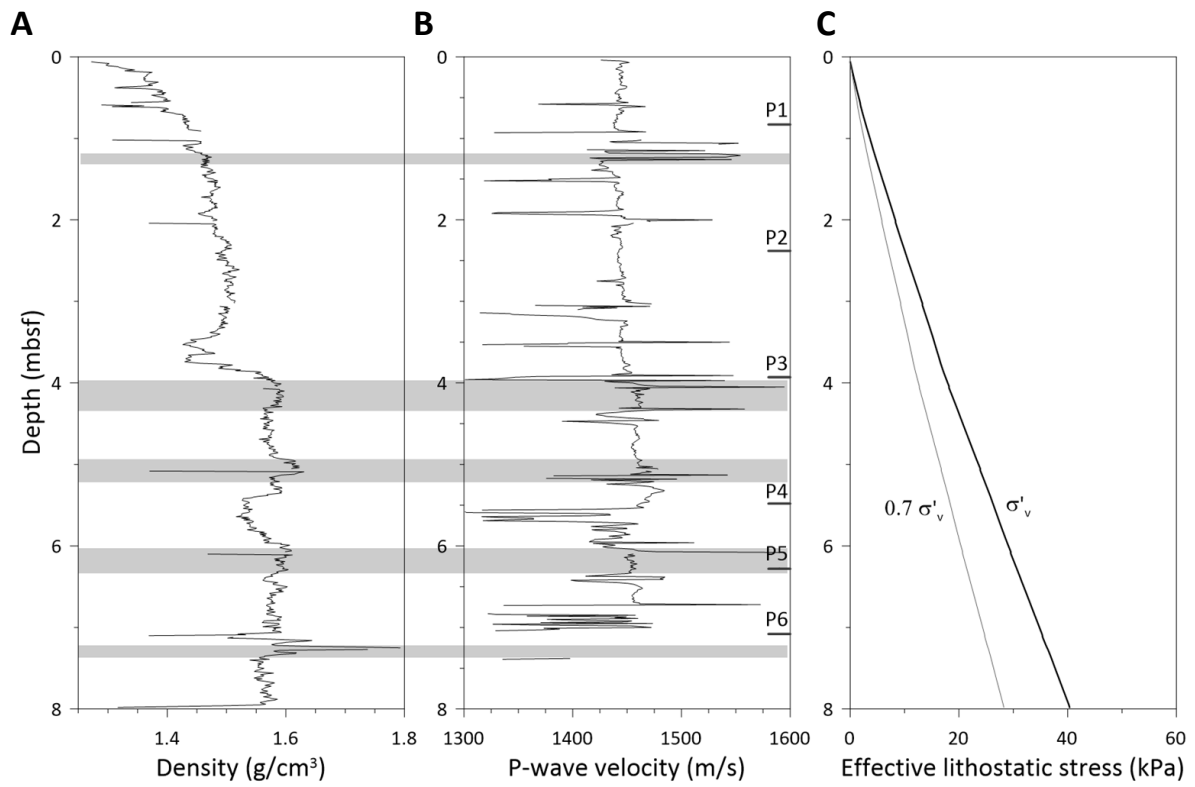 A
B
C
0
2
4
6
8
1.4
1.6
1.8
Depth (mbsf)
Density (g/cm³)
0
2
4
6
8
P1
P2
P3
P4
P5
P6
1300
1400
1500
1600
P-wave velocity (m/s)
0
2
4
6
8
0.7 σ'v
σ'v
0
20
40
60
Effective lithostatic stress (kPa)